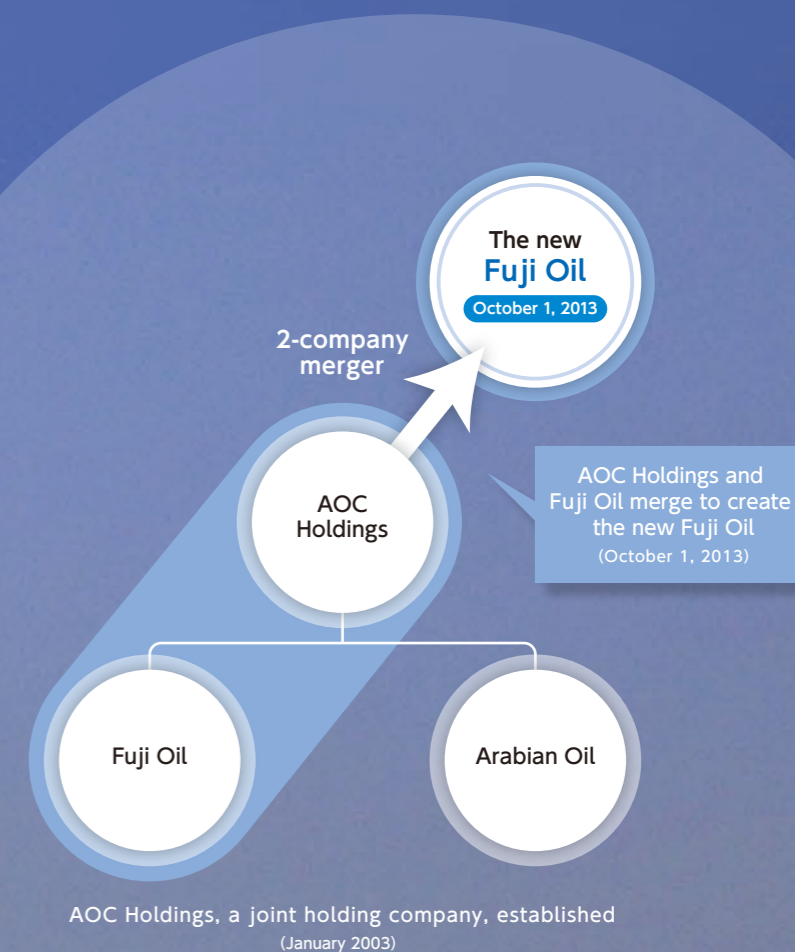 The new
Fuji Oil
October 1, 2013
2-company
merger
AOC
Holdings
AOC Holdings and
Fuji Oil merge to create
the new Fuji Oil
(October 1, 2013)
Fuji Oil
Arabian Oil
AOC Holdings, a joint holding company, established
(January 2003)